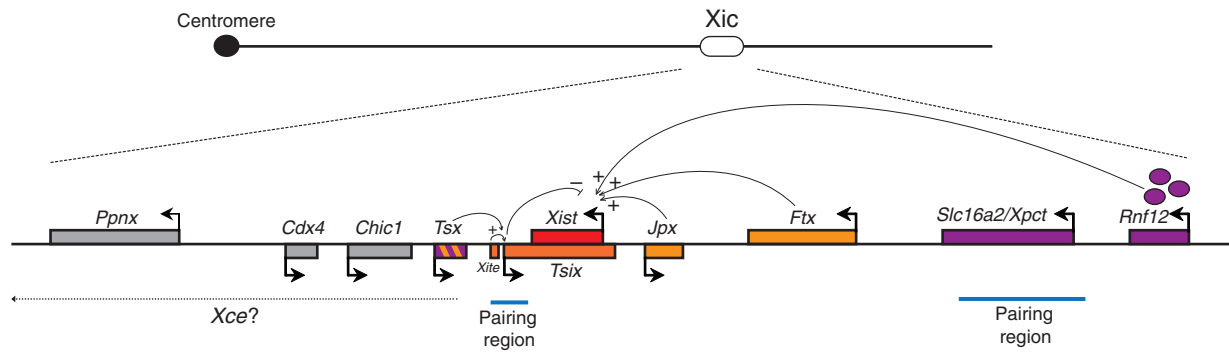 Centromere
Xic
Ppnx
Cdx4
Chic1
Tsx
+
Xite
−
+
+
+
Xist
Tsix
Jpx
Ftx
Slc16a2/Xpct
Rnf12
Xce?
Pairing
region
Pairing
region